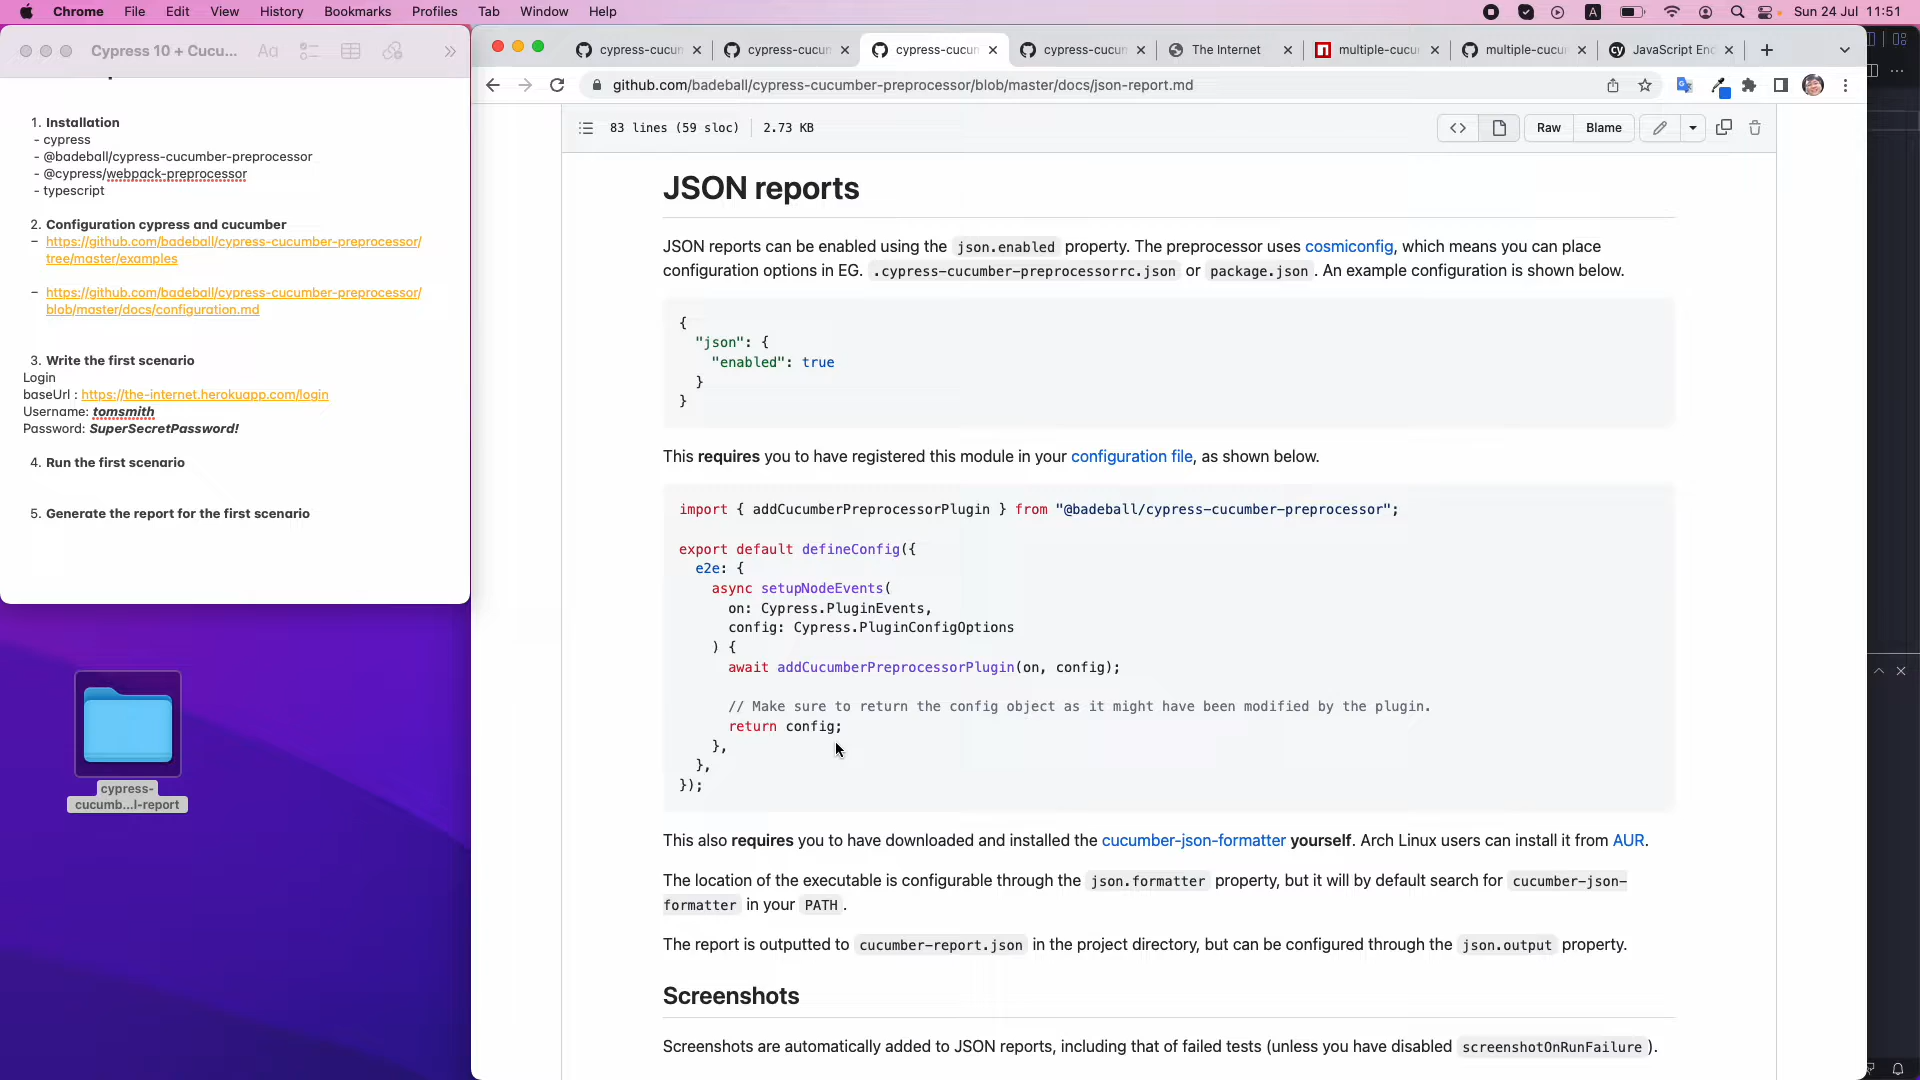 Chrome File Edit View History Bookmarks Profiles Tab Window Help
A
Sun 24 Jul 11:51
Cypress 10 + Cucu...
Aa
cypress-cucun
cypress-cucun
cypress-cucun
cypress-cucun
The Internet
multiple-cucu
multiple-cucu
cy JavaScript En
github.com/badeball/cypress-cucumber-preprocessor/blob/master/docs/json-report.md
1. Installation
- cypress
- @badeball/cypress-cucumber-preprocessor
- @cypress/webpack-preprocessor
- typescript
2. Configuration cypress and cucumber
– https://github.com/badeball/cypress-cucumber-preprocessor/
tree/master/examples
– https://github.com/badeball/cypress-cucumber-preprocessor/
blob/master/docs/configuration.md
3. Write the first scenario
Login
baseUrl : https://the-internet.herokuapp.com/login
Username: tomsmith
Password: SuperSecretPassword!
4. Run the first scenario
5. Generate the report for the first scenario
cypress-
cucumb...l-report
83 lines (59 sloc) 2.73 KB
Raw Blame
JSON reports
JSON reports can be enabled using the json.enabled property. The preprocessor uses cosmiconfig, which means you can place
configuration options in EG. .cypress-cucumber-preprocessorrc.json or package.json . An example configuration is shown below.
{
"json": {
"enabled": true
}
}
This requires you to have registered this module in your configuration file, as shown below.
import { addCucumberPreprocessorPlugin } from "@badeball/cypress-cucumber-preprocessor";
export default defineConfig({
e2e: {
async setupNodeEvents(
on: Cypress.PluginEvents,
config: Cypress.PluginConfigOptions
) {
await addCucumberPreprocessorPlugin(on, config);
// Make sure to return the config object as it might have been modified by the plugin.
return config;
},
},
});
This also requires you to have downloaded and installed the cucumber-json-formatter yourself. Arch Linux users can install it from AUR.
The location of the executable is configurable through the json.formatter property, but it will by default search for cucumber-json-
formatter in your PATH .
The report is outputted to cucumber-report.json in the project directory, but can be configured through the json.output property.
Screenshots
Screenshots are automatically added to JSON reports, including that of failed tests (unless you have disabled screenshotOnRunFailure ).